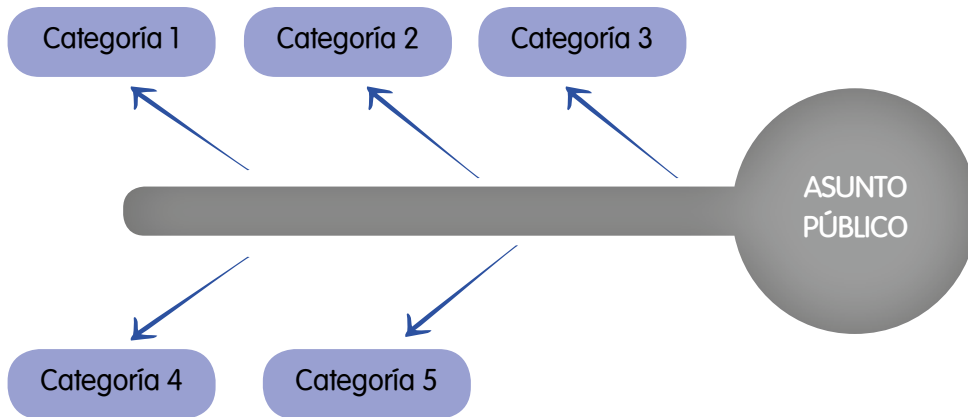 Categoría 1
Categoría 2
Categoría 3
ASUNTO
PÚBLICO
Categoría 4
Categoría 5